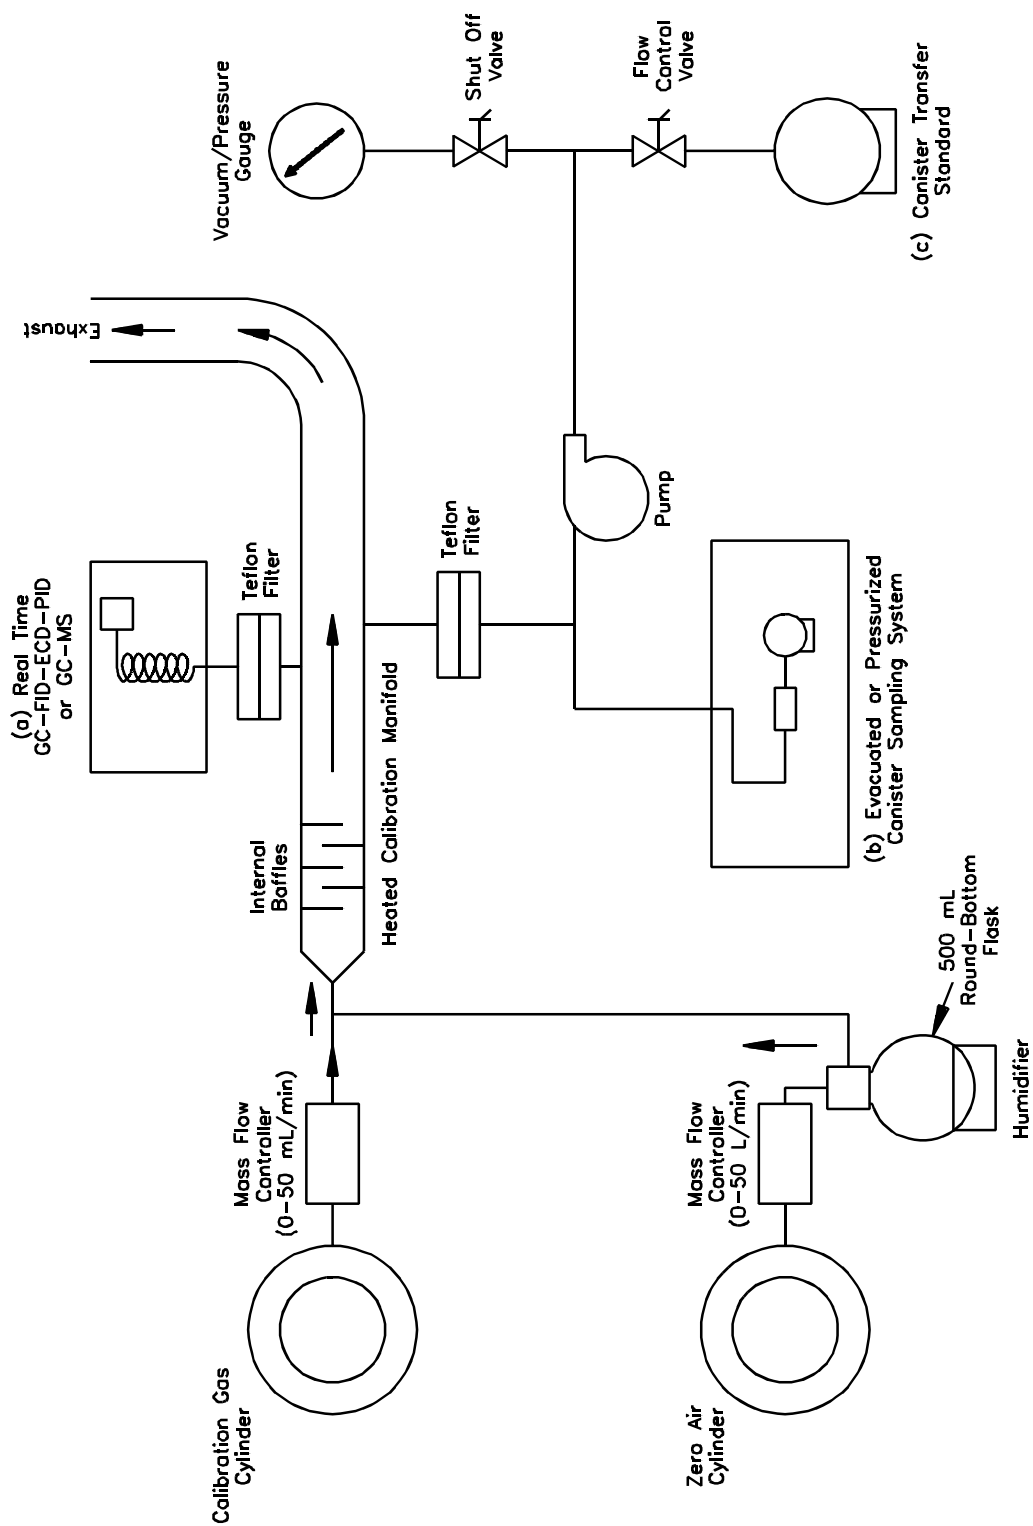 Calibration Gas
Cylinder
Mass Flow
Controller
(0-50 mL/min)
Internal
Baffles
Heated Calibration Manifold
(a) Real Time
GC-FID-ECD-PID
or GC-MS
Teflon
Filter
Exhaust
Vacuum/Pressure
Gauge
Shut Off
Valve
Flow
Control
Valve
(c) Canister Transfer
Standard
Teflon
Filter
Pump
(b) Evacuated or Pressurized
Canister Sampling System
Zero Air
Cylinder
Mass Flow
Controller
(0-50 L/min)
500 mL
Round-Bottom
Flask
Humidifier